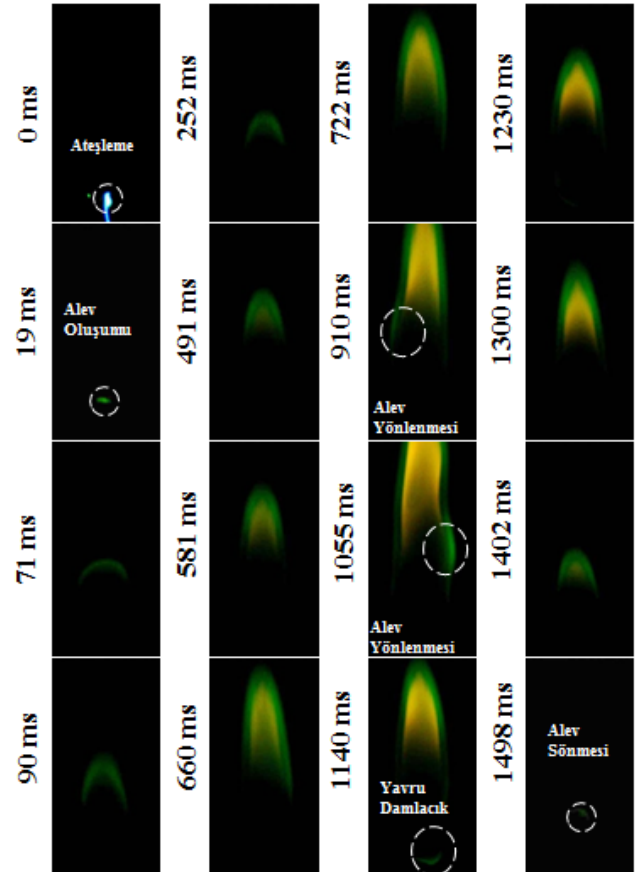 0 ms
Ateşleme
19 ms
Alev
Oluşumu
71 ms
90 ms
252 ms
491 ms
581 ms
660 ms
722 ms
910 ms
Alev
Yönlenmesi
1055 ms
Alev
Yönlenmesi
1140 ms
Yavru
Damlacık
1230 ms
1300 ms
1402 ms
1498 ms
Alev
Sönmesi